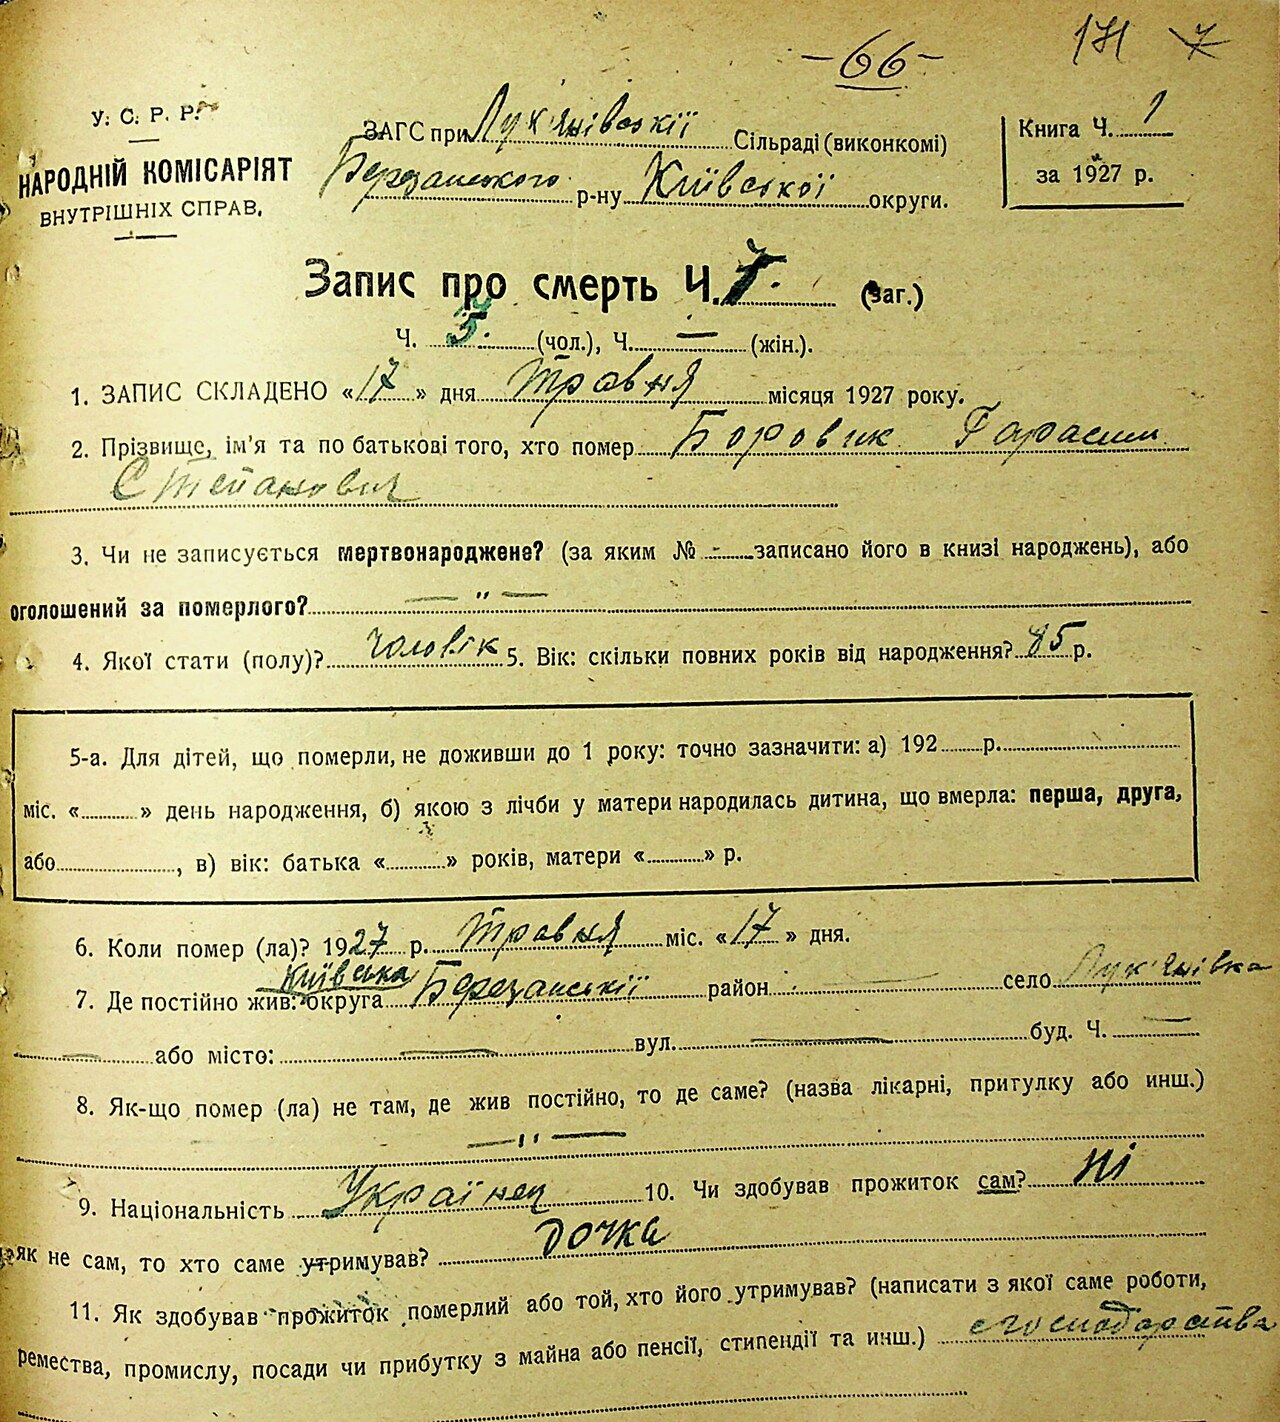 -66-
171 7
У. С. Р. Р.
НАРОДНІЙ КОМІСАРІЯТ
ВНУТРІШНІХ СПРАВ.
ЗАГС при Лук'янівській Сільраді (виконкомі)
Березанського р-ну Київської округи.
Книга Ч. 1
за 1927 р.
Запис про смерть Ч. 7. (заг.)
Ч. 5. (чол.), Ч. — (жін.).
1. ЗАПИС СКЛАДЕНО «17» дня Травня місяця 1927 року.
2. Прізвище, ім'я та по батькові того, хто помер Боровик Гарасим
Степанович
3. Чи не записується мертвонароджене? (за яким № - записано його в книзі народжень), або
оголошений за померлого? — " —
4. Якої стати (полу)? чоловік 5. Вік: скільки повних років від народження? 85 р.
5-а. Для дітей, що померли, не доживши до 1 року: точно зазначити: а) 192 р.
міс. « » день народження, б) якою з лічби у матери народилась дитина, що вмерла: перша, друга,
або , в) вік: батька « » років, матери « » р.
6. Коли помер (ла)? 1927 р. Травня міс. «17» дня.
7. Де постійно жив: округа Київська Березанській район — село Лук'янівка
— або місто: — вул. — буд. Ч. —
8. Як-що помер (ла) не там, де жив постійно, то де саме? (назва лікарні, притулку або инш.)
— " —
9. Національність Українец 10. Чи здобував прожиток сам? ні
як не сам, то хто саме утримував? дочка
11. Як здобував прожиток померлий або той, хто його утримував? (написати з якої саме роботи,
ремества, промислу, посади чи прибутку з майна або пенсії, стипендії та инш.) с господарства